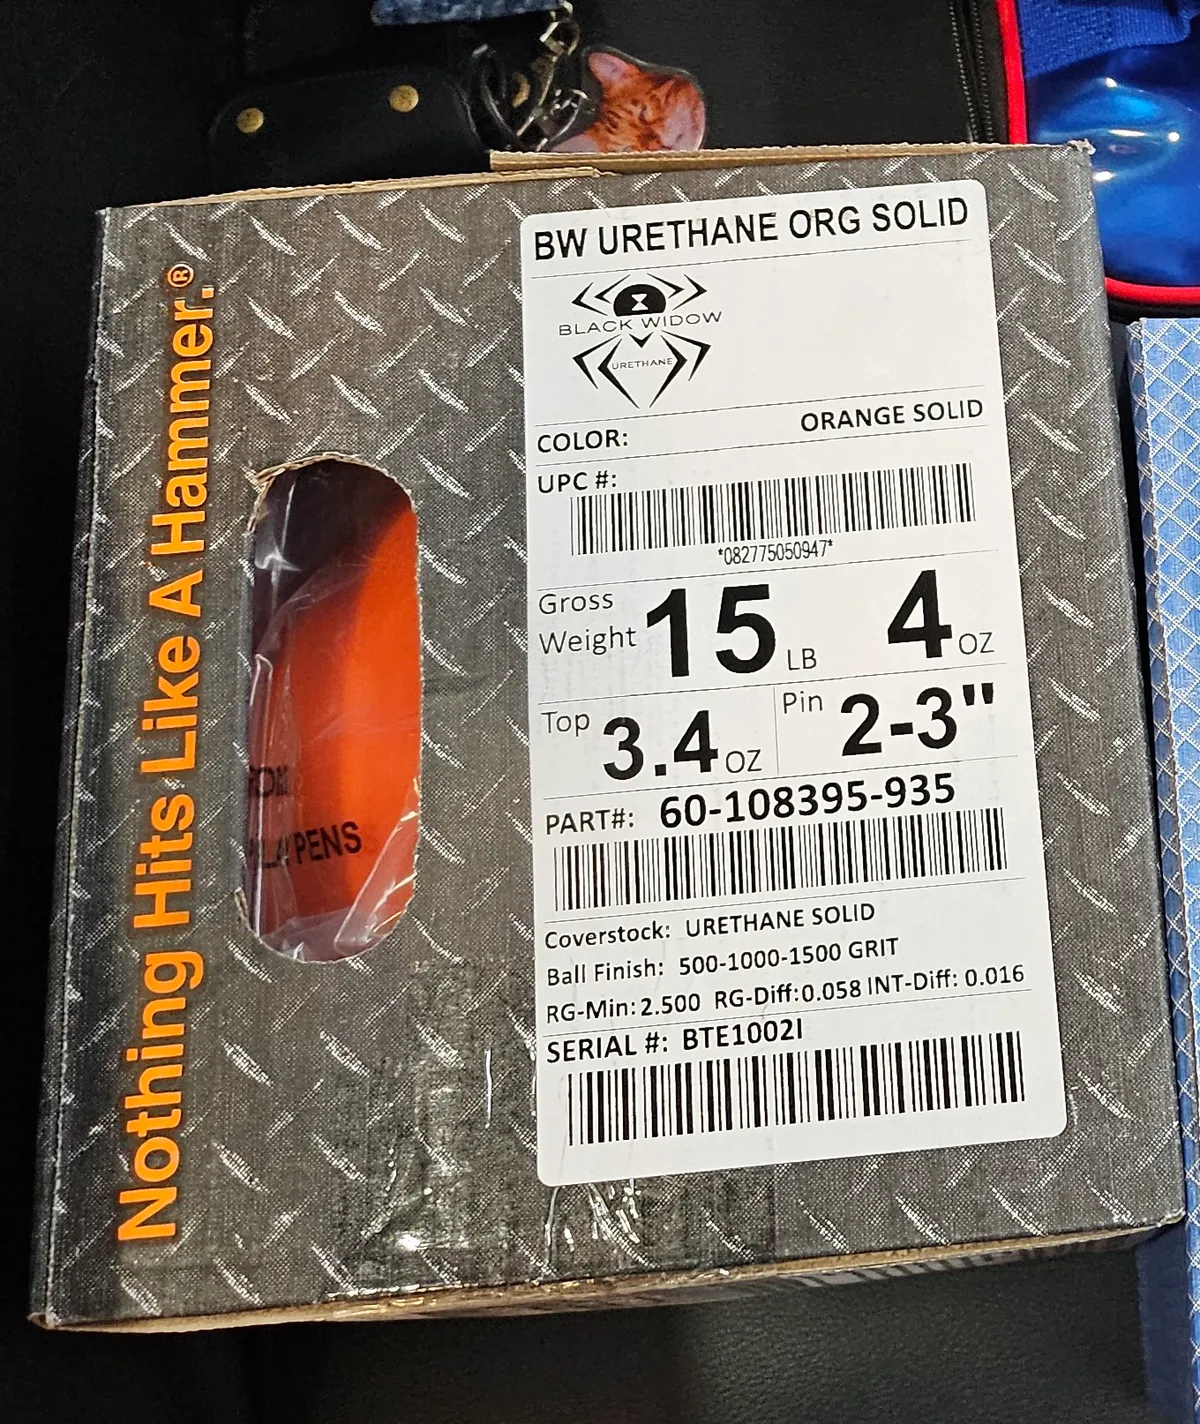 Nothing Hits Like A Hammer.®
BW URETHANE ORG SOLID
BLACK WIDOW
URETHANE
COLOR: ORANGE SOLID
UPC #:
*082775050947*
Gross Weight 15 LB 4 OZ
Top 3.4 OZ Pin 2-3"
PART#: 60-108395-935
Coverstock: URETHANE SOLID
Ball Finish: 500-1000-1500 GRIT
RG-Min: 2.500 RG-Diff: 0.058 INT-Diff: 0.016
SERIAL #: BTE1002I
PENS